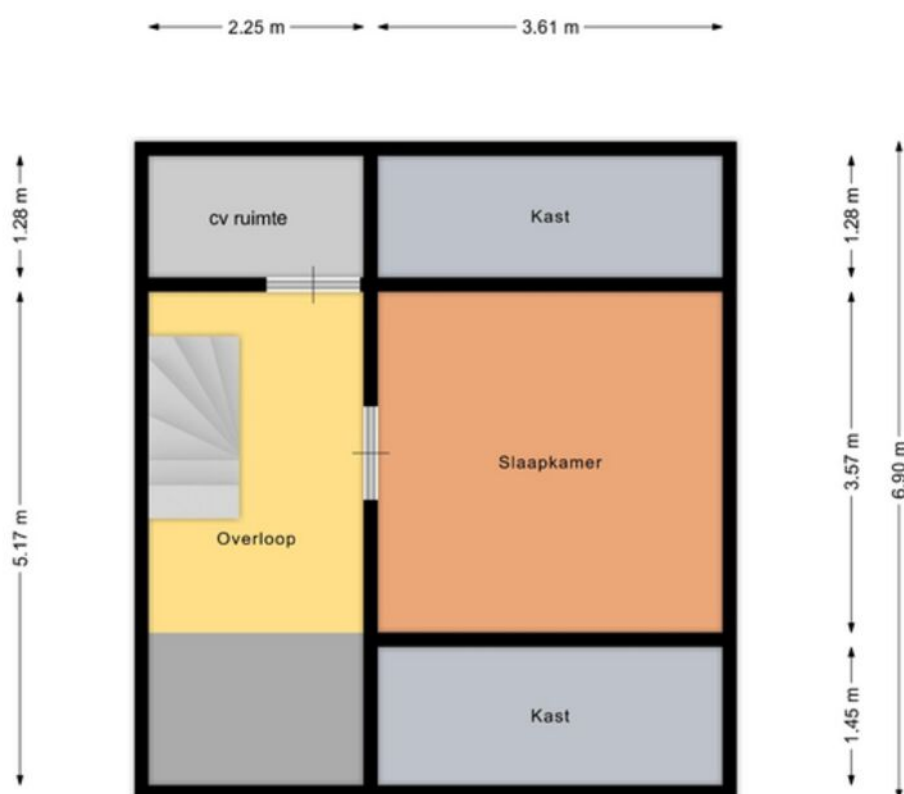 2.25 m
3.61 m
1.28 m
cv ruimte
Kast
1.28 m
5.17 m
Overloop
Slaapkamer
3.57 m
6.90 m
Kast
1.45 m